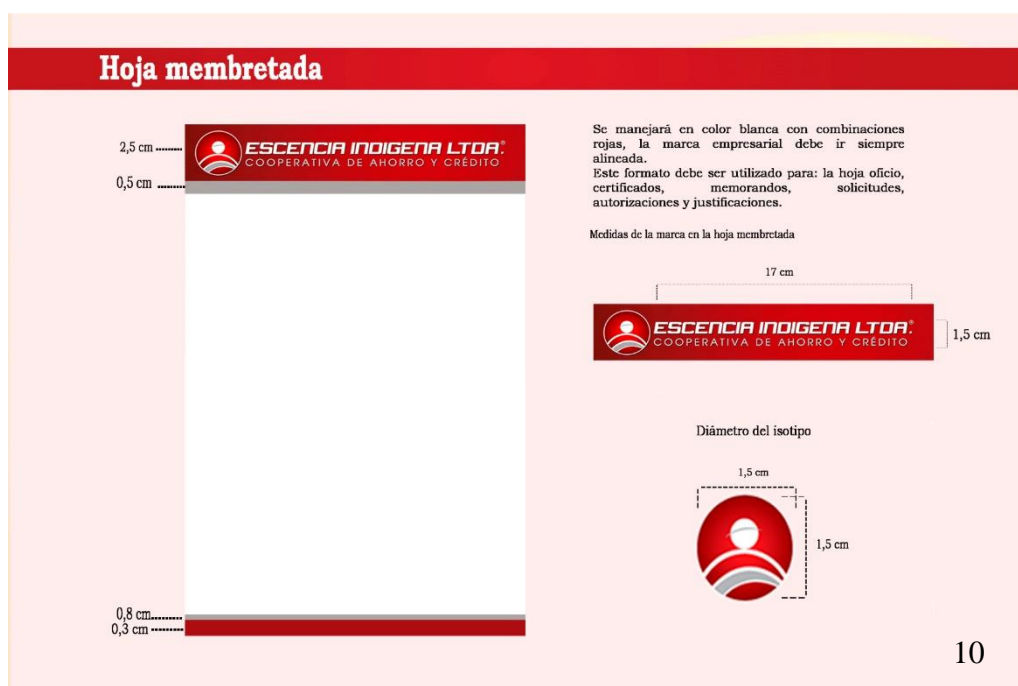 Hoja membretada
2,5 cm
0,5 cm
ESCENCIA INDIGENA LTDA.®
COOPERATIVA DE AHORRO Y CRÉDITO
0,8 cm
0,3 cm
Se manejará en color blanca con combinaciones
rojas, la marca empresarial debe ir siempre
alineada.
Este formato debe ser utilizado para: la hoja oficio,
certificados, memorandos, solicitudes,
autorizaciones y justificaciones.
Medidas de la marca en la hoja membretada
17 cm
ESCENCIA INDIGENA LTDA.®
COOPERATIVA DE AHORRO Y CRÉDITO
1,5 cm
Diámetro del isotipo
1,5 cm
1,5 cm
10